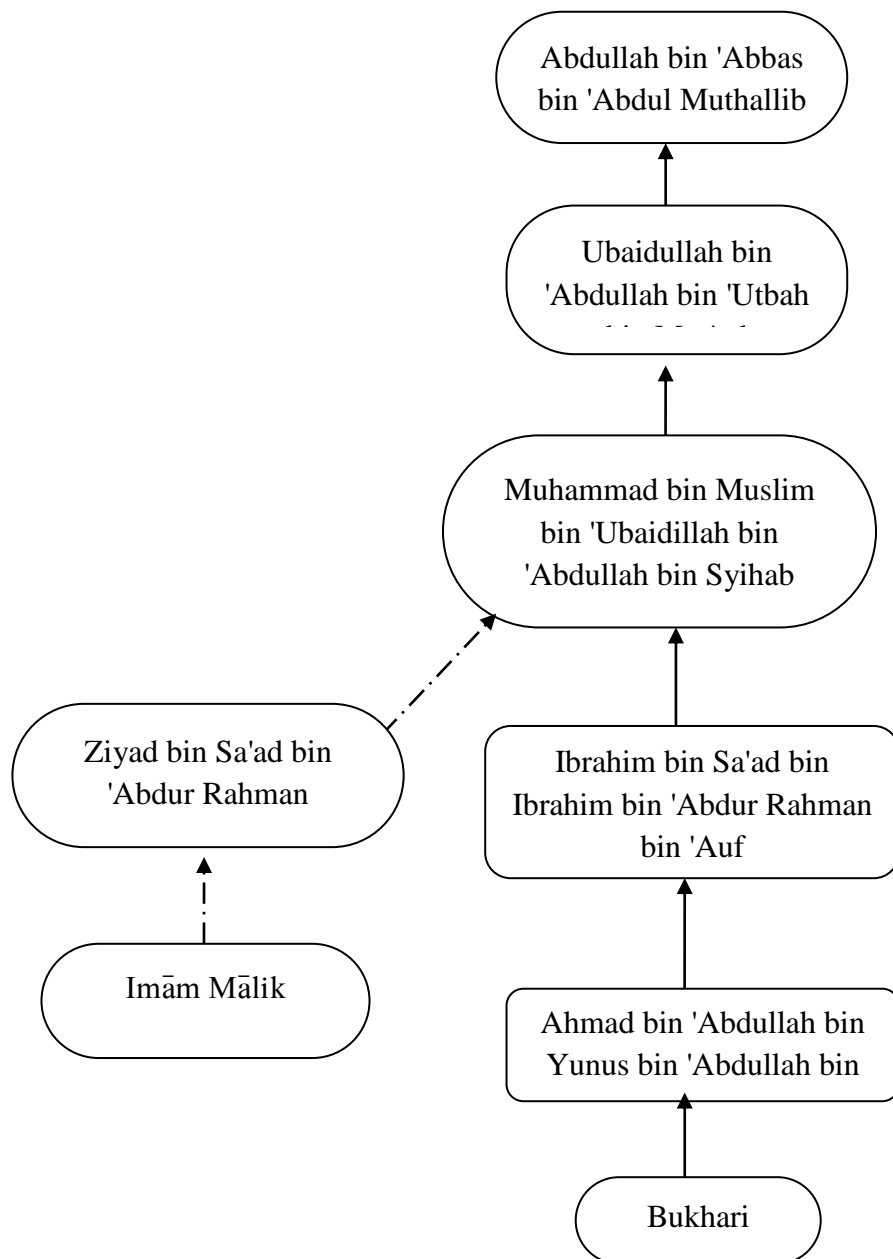 Abdullah bin 'Abbas
bin 'Abdul Muthallib
Ubaidullah bin
'Abdullah bin 'Utbah
Muhammad bin Muslim
bin 'Ubaidillah bin
'Abdullah bin Syihab
Ziyad bin Sa'ad bin
'Abdur Rahman
Ibrahim bin Sa'ad bin
Ibrahim bin 'Abdur Rahman
bin 'Auf
Imām Mālik
Ahmad bin 'Abdullah bin
Yunus bin 'Abdullah bin
Bukhari